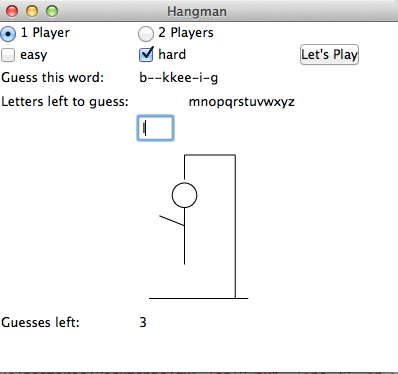 Hangman
1 Player 2 Players
easy hard Let's Play
Guess this word: b--kkee-i-g
Letters left to guess: mnopqrstuvwxyz
l
Guesses left: 3